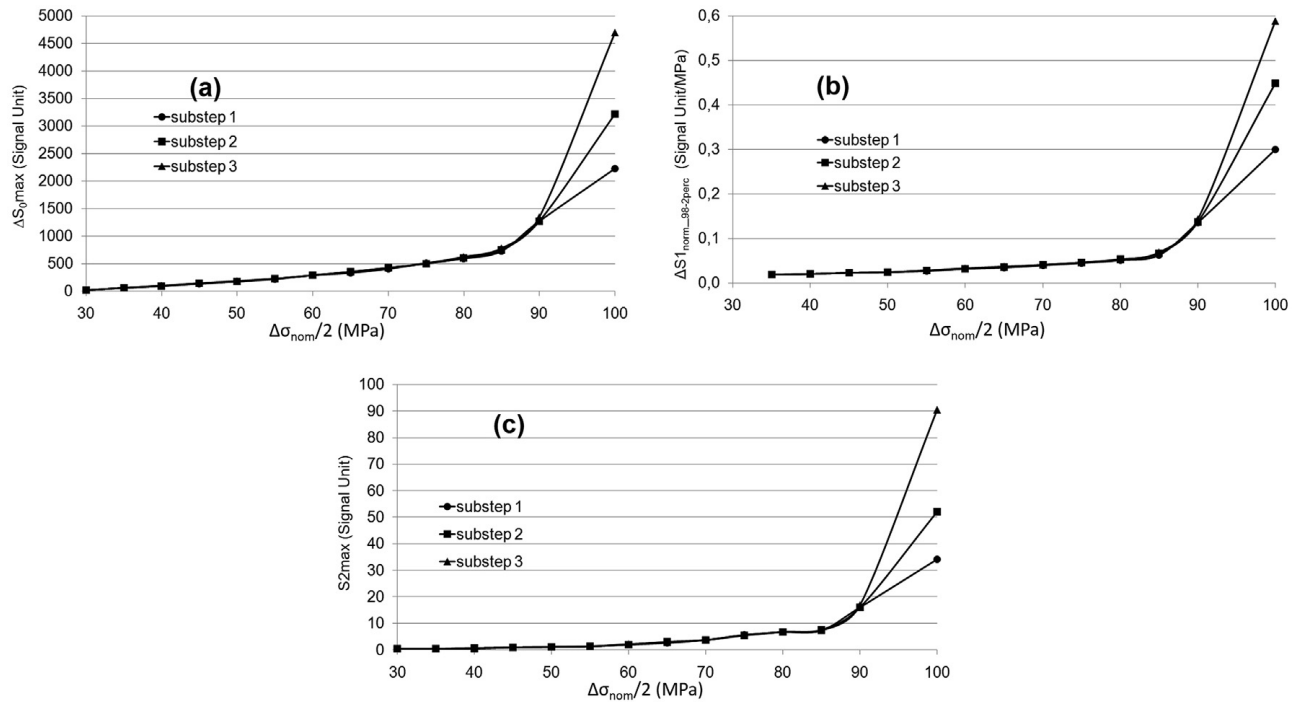 5000
4500
4000
3500
3000
2500
2000
1500
1000
500
0
ΔS₀max (Signal Unit)
(a)
substep 1
substep 2
substep 3
30 40 50 60 70 80 90 100
Δσnom/2 (MPa)
0,6
0,5
0,4
0,3
0,2
0,1
0,0
ΔS1norm_98-2perc (Signal Unit/MPa)
(b)
substep 1
substep 2
substep 3
30 40 50 60 70 80 90 100
Δσnom/2 (MPa)
100
90
80
70
60
50
40
30
20
10
0
S2max (Signal Unit)
(c)
substep 1
substep 2
substep 3
30 40 50 60 70 80 90 100
Δσnom/2 (MPa)